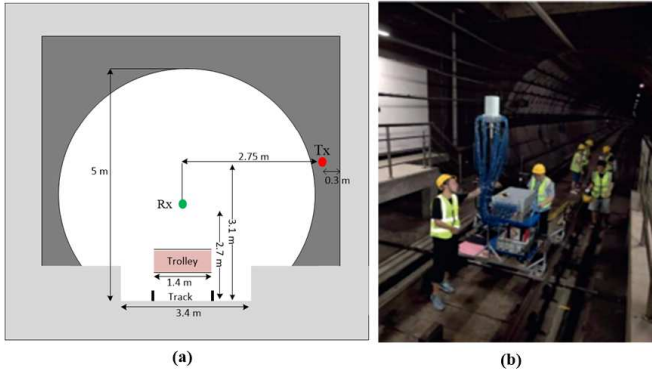 Tx
2.75 m
0.3 m
5 m
3.1 m
Rx
2.7 m
Trolley
1.4 m
Track
3.4 m
(a)
(b)